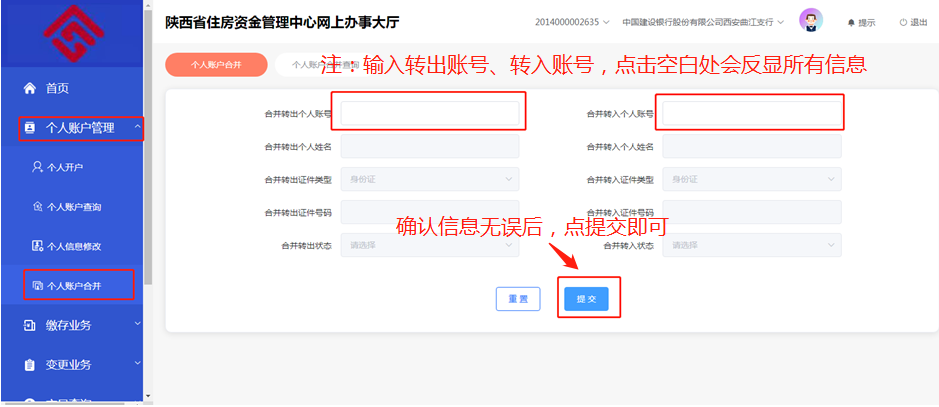 陕西省住房资金管理中心网上办事大厅
2014000002635
中国建设银行股份有限公司西安曲江支行
提示
退出
首页
个人账户管理
个人开户
个人账户查询
个人信息修改
个人账户合并
缴存业务
变更业务
个人账户合并
个人账户合并查询
注：输入转出账号、转入账号，点击空白处会反显所有信息
合并转出个人账号
合并转入个人账号
合并转出个人姓名
合并转入个人姓名
合并转出证件类型 身份证
合并转入证件类型 身份证
合并转出证件号码
合并转入证件号码
确认信息无误后，点提交即可
合并转出状态 请选择
合并转入状态 请选择
重置
提交